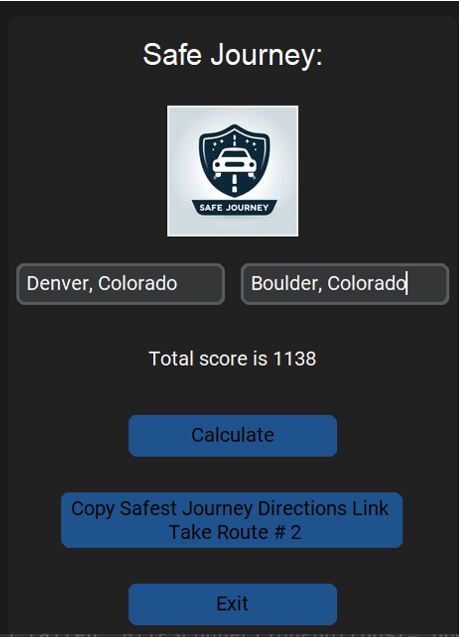 Safe Journey:
SAFE JOURNEY
Denver, Colorado
Boulder, Colorado
Total score is 1138
Calculate
Copy Safest Journey Directions Link
Take Route # 2
Exit